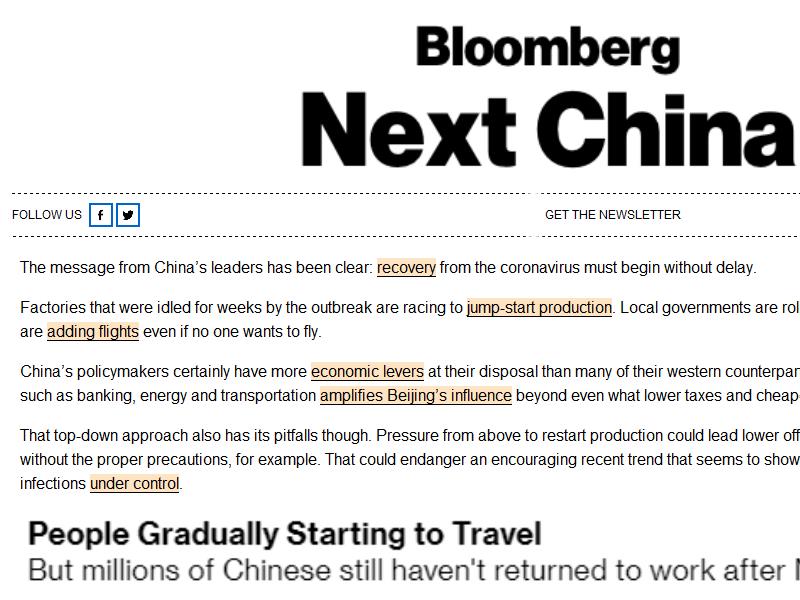 Bloomberg
Next China
FOLLOW US
GET THE NEWSLETTER
The message from China’s leaders has been clear: recovery from the coronavirus must begin without delay.
Factories that were idled for weeks by the outbreak are racing to jump-start production. Local governments are
are adding flights even if no one wants to fly.
China’s policymakers certainly have more economic levers at their disposal than many of their western
such as banking, energy and transportation amplifies Beijing’s influence beyond even what lower taxes and
That top-down approach also has its pitfalls though. Pressure from above to restart production could lead lower
without the proper precautions, for example. That could endanger an encouraging recent trend that seems to show
infections under control.
People Gradually Starting to Travel
But millions of Chinese still haven't returned to work after